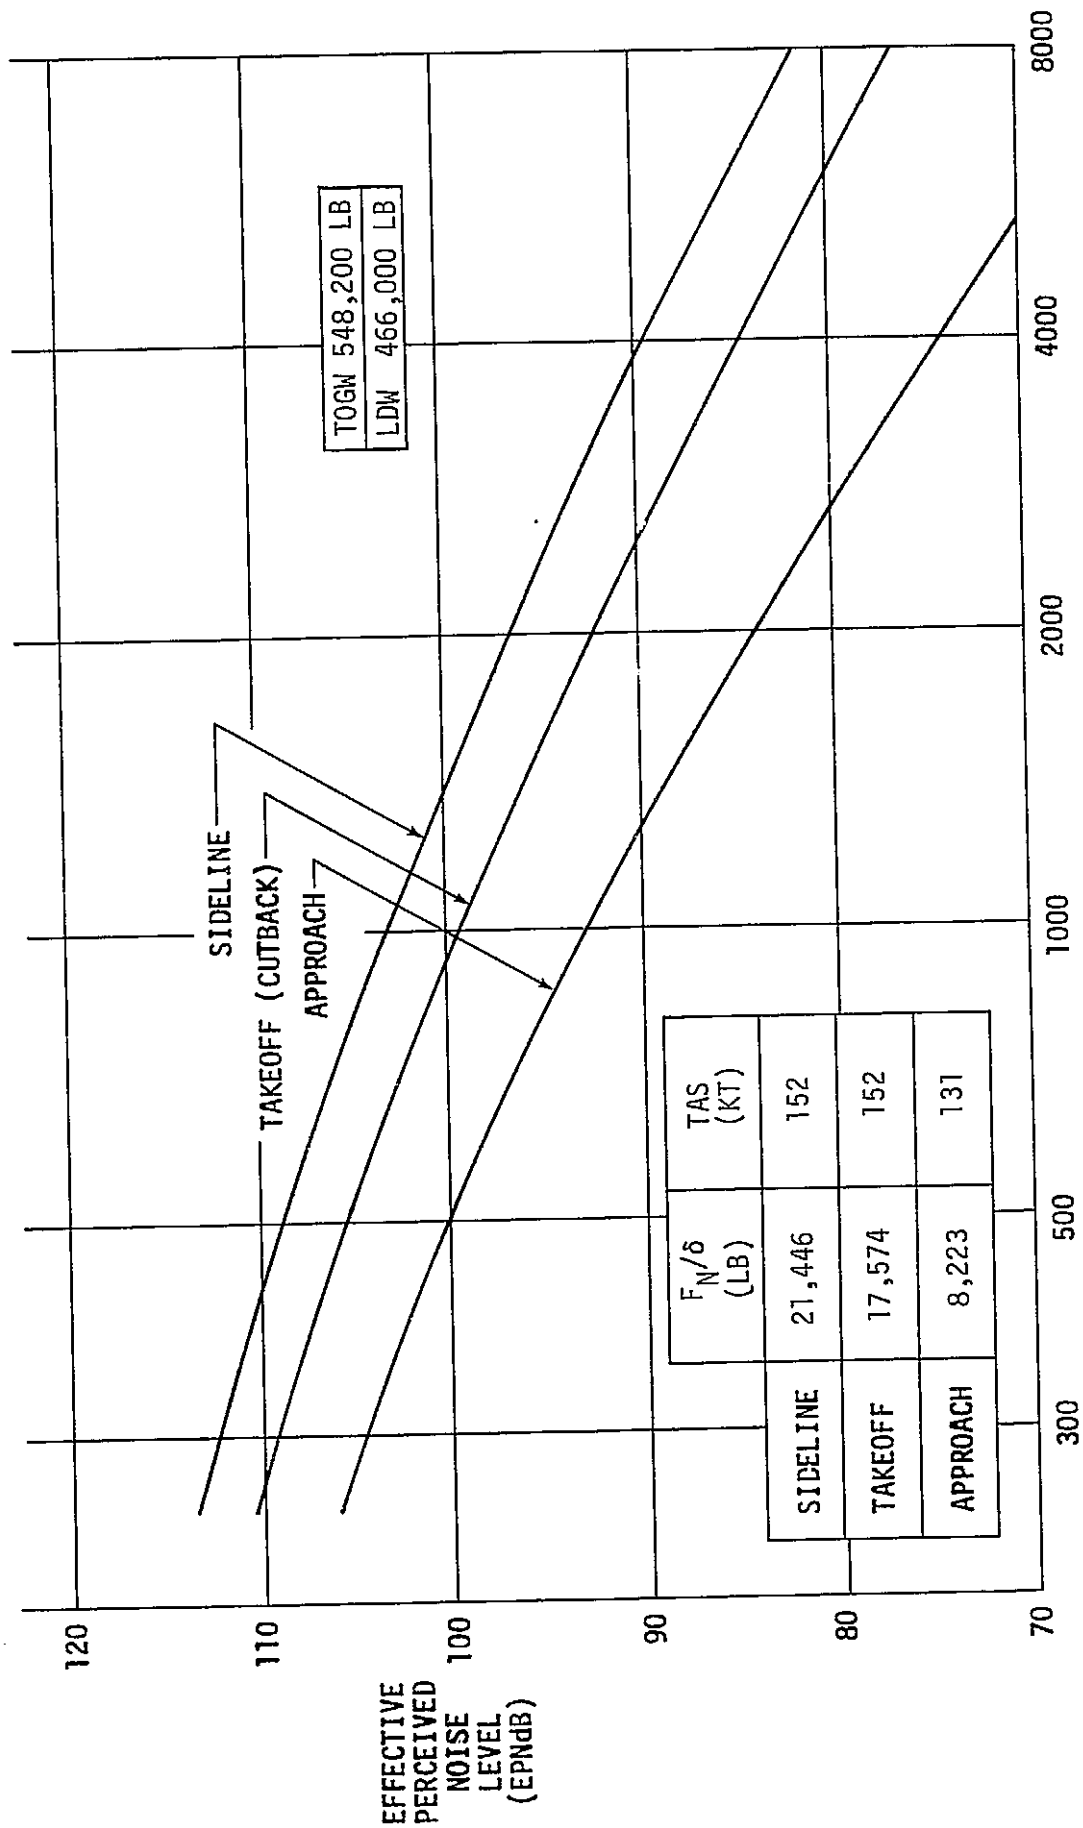 EFFECTIVE
PERCEIVED
NOISE
LEVEL
(EPNdB)
120
110
100
90
80
70
SIDELINE
TAKEOFF (CUTBACK)
APPROACH
TOGW 548,200 LB
LDW 466,000 LB
F_N/δ (LB) TAS (KT)
SIDELINE 21,446 152
TAKEOFF 17,574 152
APPROACH 8,223 131
300 500 1000 2000 4000 8000